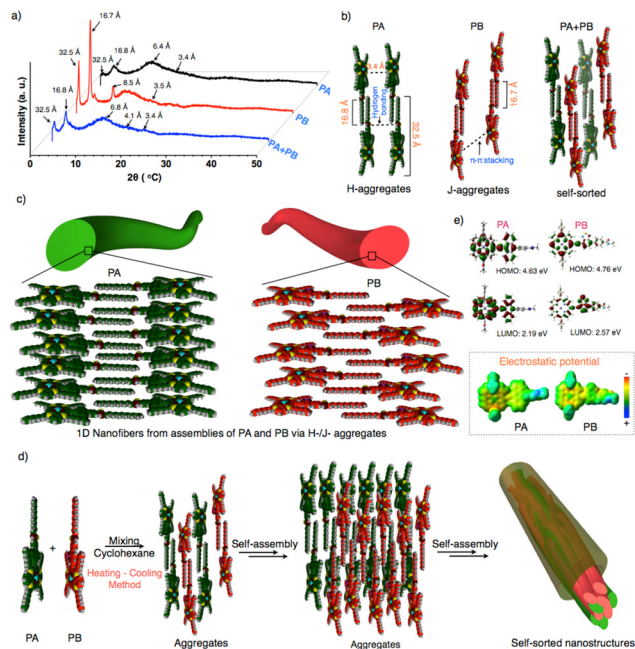 a)
Intensity (a. u.)
16.7 Å
32.5 Å
32.5 Å
16.8 Å
6.4 Å
3.4 Å
PA
32.5 Å
16.8 Å
8.5 Å
3.5 Å
PB
6.8 Å
4.1 Å
3.4 Å
PA+PB
0 10 20 30 40 50
2θ ( °C)
b)
PA
PB
PA+PB
3.4 Å
16.8 Å
Hydrogan
bonding
32.5 Å
16.7 Å
π-π stacking
H-aggregates
J-aggregates
self-sorted
c)
PA
PB
1D Nanofibers from assemblies of PA and PB via H-/J- aggregates
e)
PA
PB
HOMO: 4.63 eV
HOMO: 4.76 eV
LUMO: 2.19 eV
LUMO: 2.57 eV
Electrostatic potential
-
+
PA
PB
d)
+
Mixing
Cyclohexane
Heating - Cooling
Method
Self-assembly
Self-assembly
PA
PB
Aggregates
Aggregates
Self-sorted nanostructures